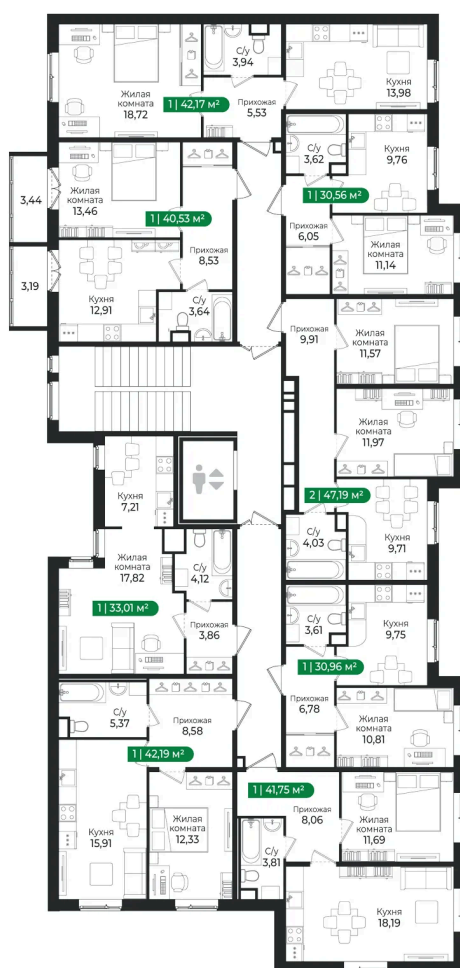 С/у
3,94
Жилая
комната
18,72
1 | 42,17 м²
Прихожая
5,53
Кухня
13,98
С/у
3,62
Кухня
9,76
Жилая
комната
13,46
3,44
1 | 40,53 м²
1 | 30,56 м²
Прихожая
8,53
Прихожая
6,05
Жилая
комната
11,14
3,19
Кухня
12,91
С/у
3,64
Прихожая
9,91
Жилая
комната
11,57
Жилая
комната
11,97
Кухня
7,21
2 | 47,19 м²
С/у
4,03
Кухня
9,71
Жилая
комната
17,82
С/у
4,12
1 | 33,01 м²
Прихожая
3,86
С/у
3,61
Кухня
9,75
1 | 30,96 м²
С/у
5,37
Прихожая
8,58
Прихожая
6,78
Жилая
комната
10,81
1 | 42,19 м²
1 | 41,75 м²
Прихожая
8,06
Жилая
комната
11,69
Кухня
15,91
Жилая
комната
12,33
С/у
3,81
Кухня
18,19